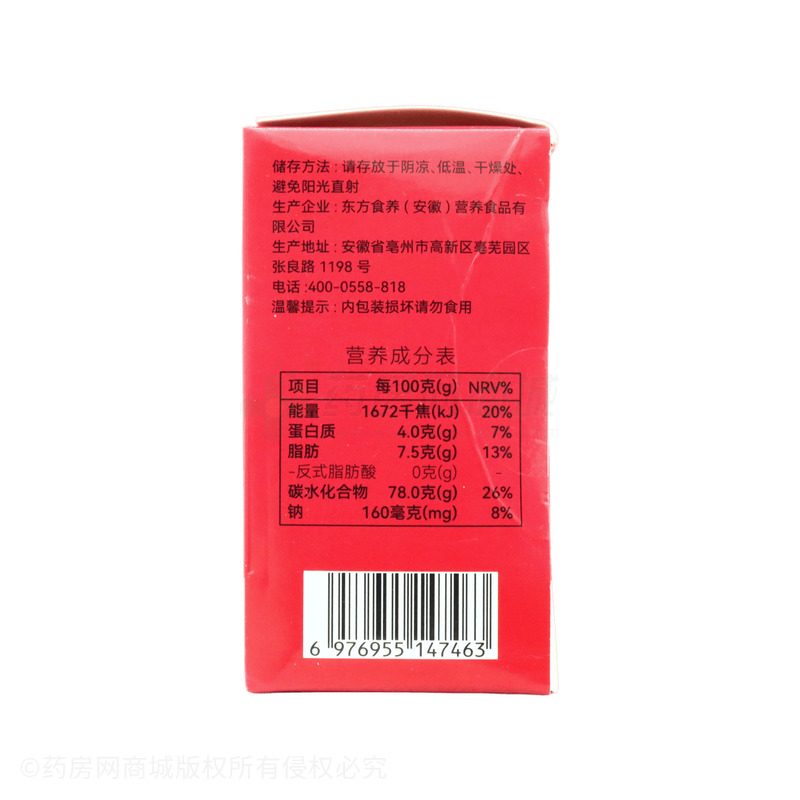 储存方法：请存放于阴凉、低温、干燥处、
避免阳光直射
生产企业：东方食养（安徽）营养食品有
限公司
生产地址：安徽省亳州市高新区亳芜园区
张良路 1198 号
电话:400-0558-818
温馨提示：内包装损坏请勿食用
营养成分表
项目 每100克(g) NRV%
能量 1672千焦(kJ) 20%
蛋白质 4.0克(g) 7%
脂肪 7.5克(g) 13%
-反式脂肪酸 0克(g) -
碳水化合物 78.0克(g) 26%
钠 160毫克(mg) 8%
6 976955 147463
©药房网商城版权所有侵权必究